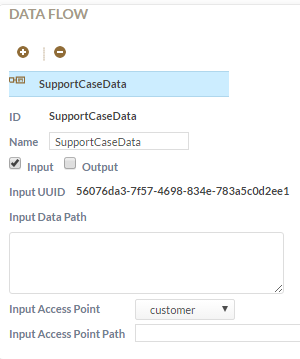 DATA FLOW
SupportCaseData
ID SupportCaseData
Name SupportCaseData
Input Output
Input UUID 56076da3-7f57-4698-834e-783a5c0d2ee1
Input Data Path
Input Access Point customer
Input Access Point Path